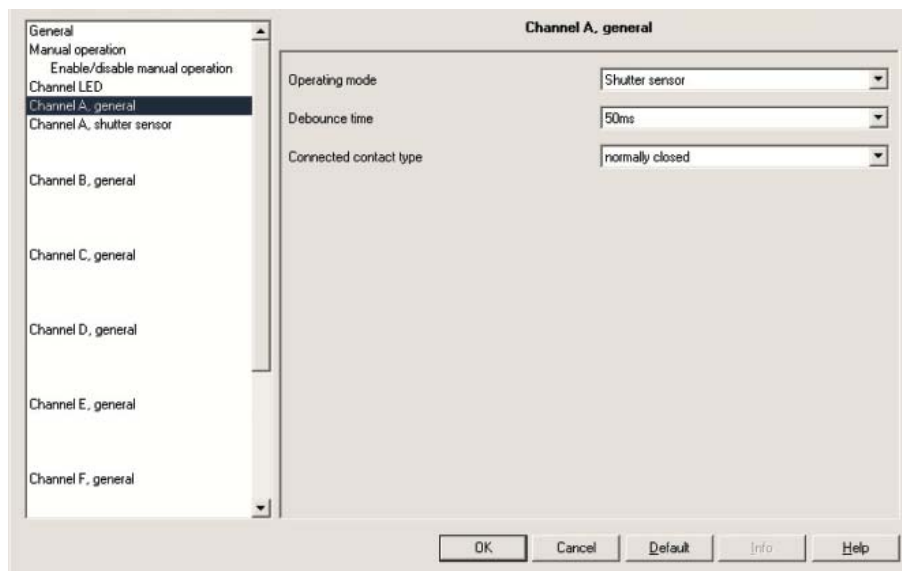 General
Manual operation
Enable/disable manual operation
Channel LED
Channel A, general
Channel A, shutter sensor
Channel B, general
Channel C, general
Channel D, general
Channel E, general
Channel F, general
Channel A, general
Operating mode
Shutter sensor
Debounce time
50ms
Connected contact type
normally closed
OK
Cancel
Default
Info
Help